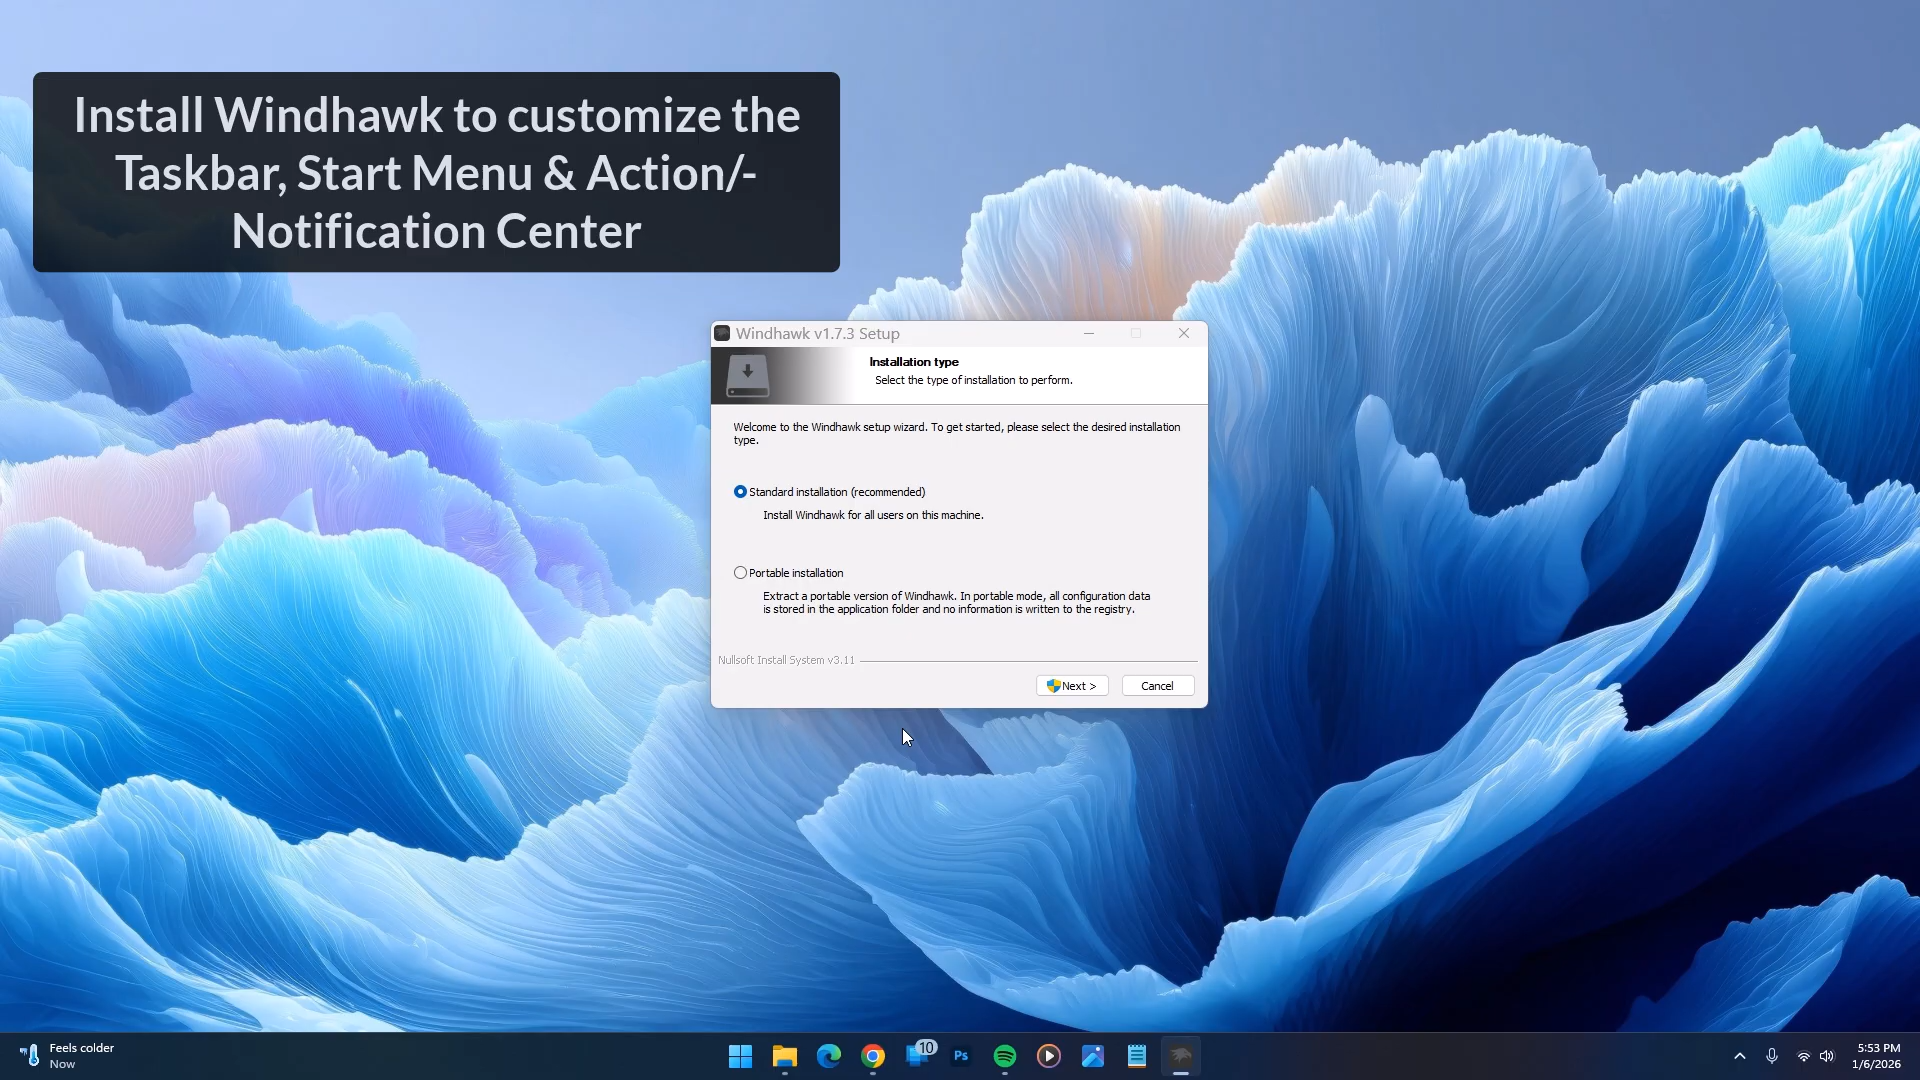 Install Windhawk to customize the
Taskbar, Start Menu & Action/-
Notification Center
Windhawk v1.7.3 Setup
Installation type
Select the type of installation to perform.
Welcome to the Windhawk setup wizard. To get started, please select the desired installation
type.
Standard installation (recommended)
Install Windhawk for all users on this machine.
Portable installation
Extract a portable version of Windhawk. In portable mode, all configuration data
is stored in the application folder and no information is written to the registry.
Nullsoft Install System v3.11
Next >
Cancel
Feels colder
Now
10
Ps
5:53 PM
1/6/2026